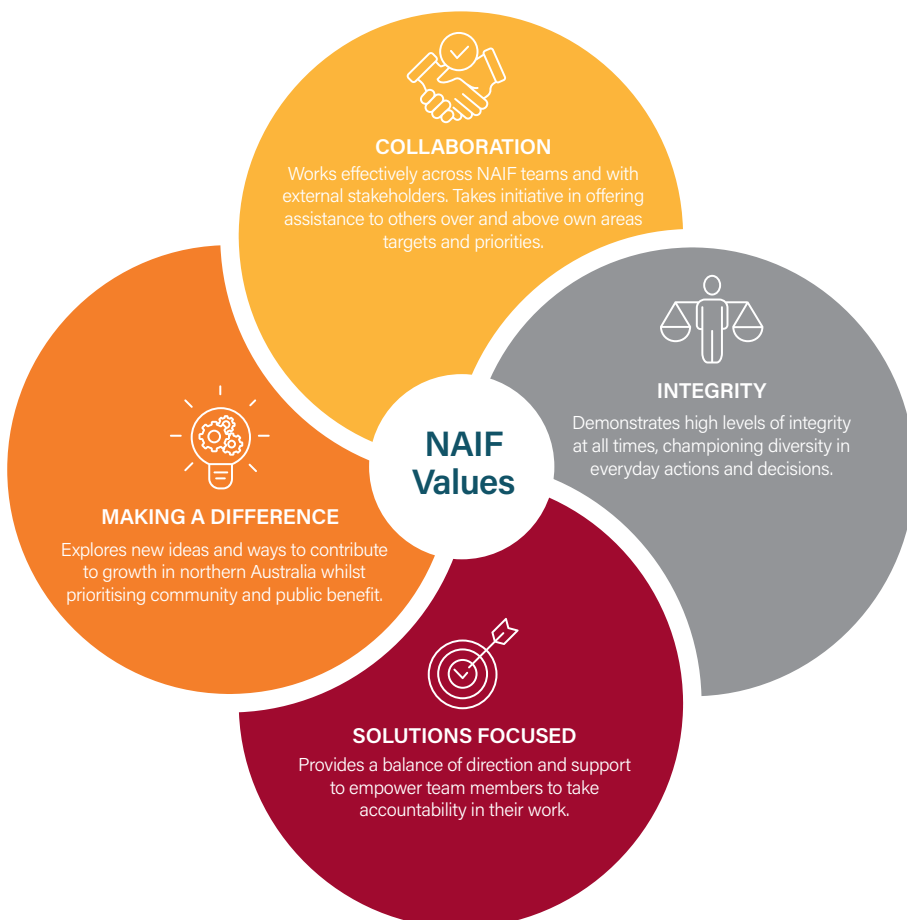 COLLABORATION
Works effectively across NAIF teams and with
external stakeholders. Takes initiative in offering
assistance to others over and above own areas
targets and priorities.
INTEGRITY
Demonstrates high levels of integrity
at all times, championing diversity in
everyday actions and decisions.
NAIF
Values
MAKING A DIFFERENCE
Explores new ideas and ways to contribute
to growth in northern Australia whilst
prioritising community and public benefit.
SOLUTIONS FOCUSED
Provides a balance of direction and support
to empower team members to take
accountability in their work.